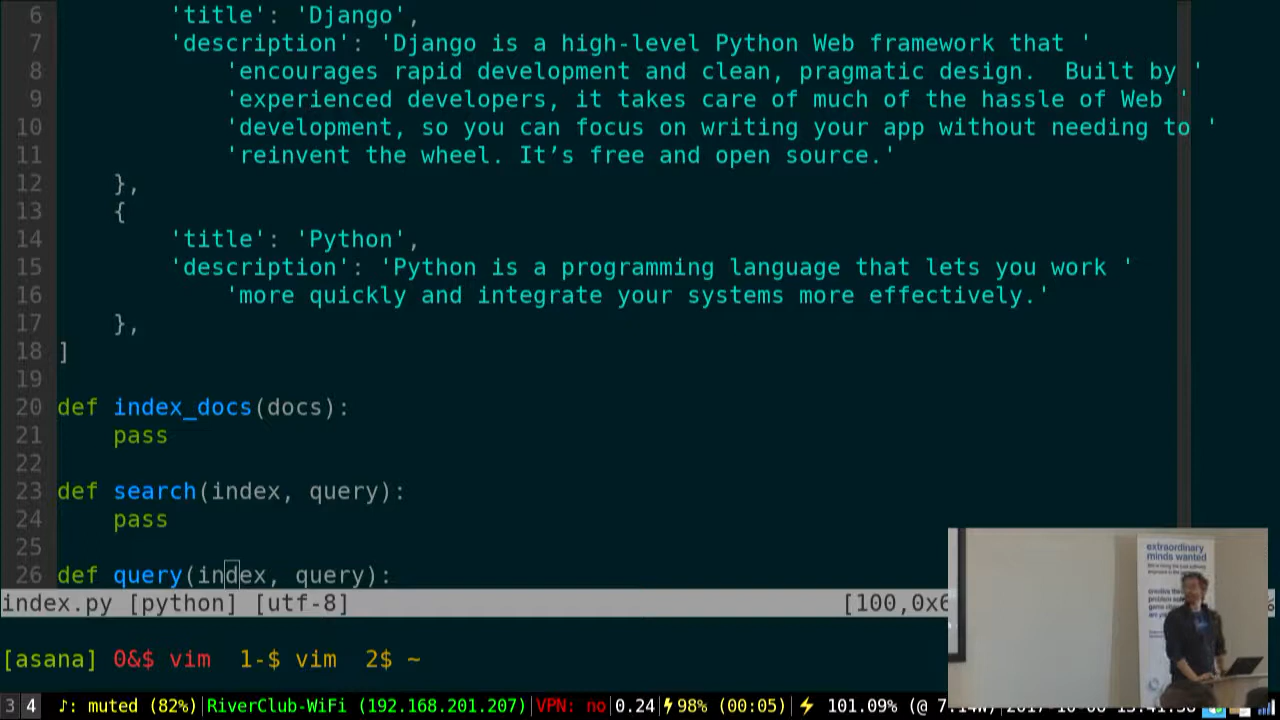 6 'title': 'Django',
7 'description': 'Django is a high-level Python Web framework that '
8 'encourages rapid development and clean, pragmatic design.  Built by '
9 'experienced developers, it takes care of much of the hassle of Web '
10 'development, so you can focus on writing your app without needing to '
11 'reinvent the wheel. It’s free and open source.'
12 },
13 {
14 'title': 'Python',
15 'description': 'Python is a programming language that lets you work '
16 'more quickly and integrate your systems more effectively.'
17 },
18 ]
19
20 def index_docs(docs):
21 pass
22
23 def search(index, query):
24 pass
25
26 def query(index, query):
index.py [python] [utf-8] [100,0x6
extraordinary
minds wanted
[asana] 0&$ vim 1-$ vim 2$ ~
3 4 ♪: muted (82%)|RiverClub-WiFi (192.168.201.207)|VPN: no|0.24|⚡98% (00:05)|⚡ 101.09% (@